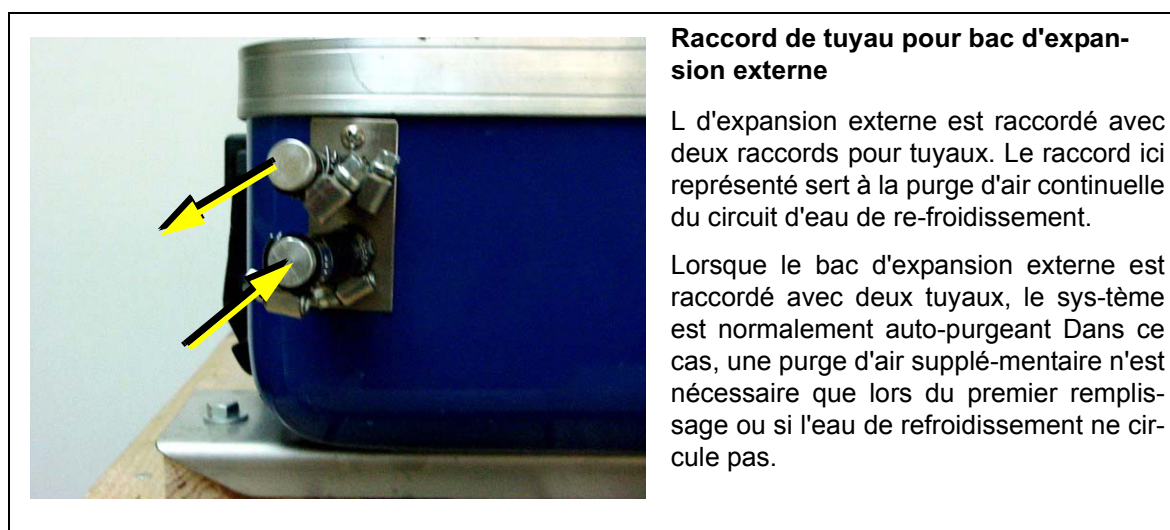 Raccord de tuyau pour bac d'expan-
sion externe
L d'expansion externe est raccordé avec
deux raccords pour tuyaux. Le raccord ici
représenté sert à la purge d'air continuelle
du circuit d'eau de re-froidissement.
Lorsque le bac d'expansion externe est
raccordé avec deux tuyaux, le sys-tème
est normalement auto-purgeant Dans ce
cas, une purge d'air supplé-mentaire n'est
nécessaire que lors du premier remplis-
sage ou si l'eau de refroidissement ne cir-
cule pas.